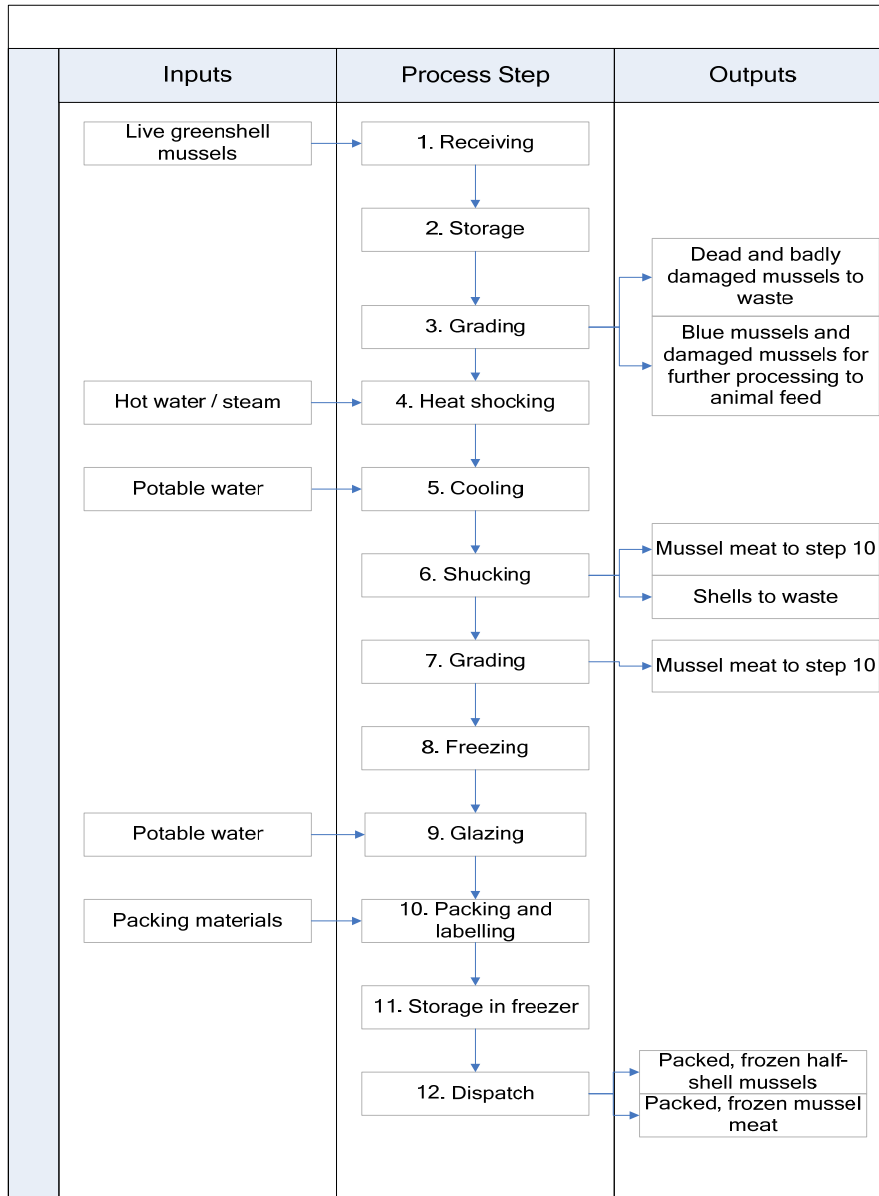 Inputs
Process Step
Outputs
Live greenshell
mussels
1. Receiving
2. Storage
Dead and badly
damaged mussels to
waste
3. Grading
Blue mussels and
damaged mussels for
further processing to
animal feed
Hot water / steam
4. Heat shocking
Potable water
5. Cooling
Mussel meat to step 10
6. Shucking
Shells to waste
7. Grading
Mussel meat to step 10
8. Freezing
Potable water
9. Glazing
Packing materials
10. Packing and
labelling
11. Storage in freezer
12. Dispatch
Packed, frozen half-
shell mussels
Packed, frozen mussel
meat